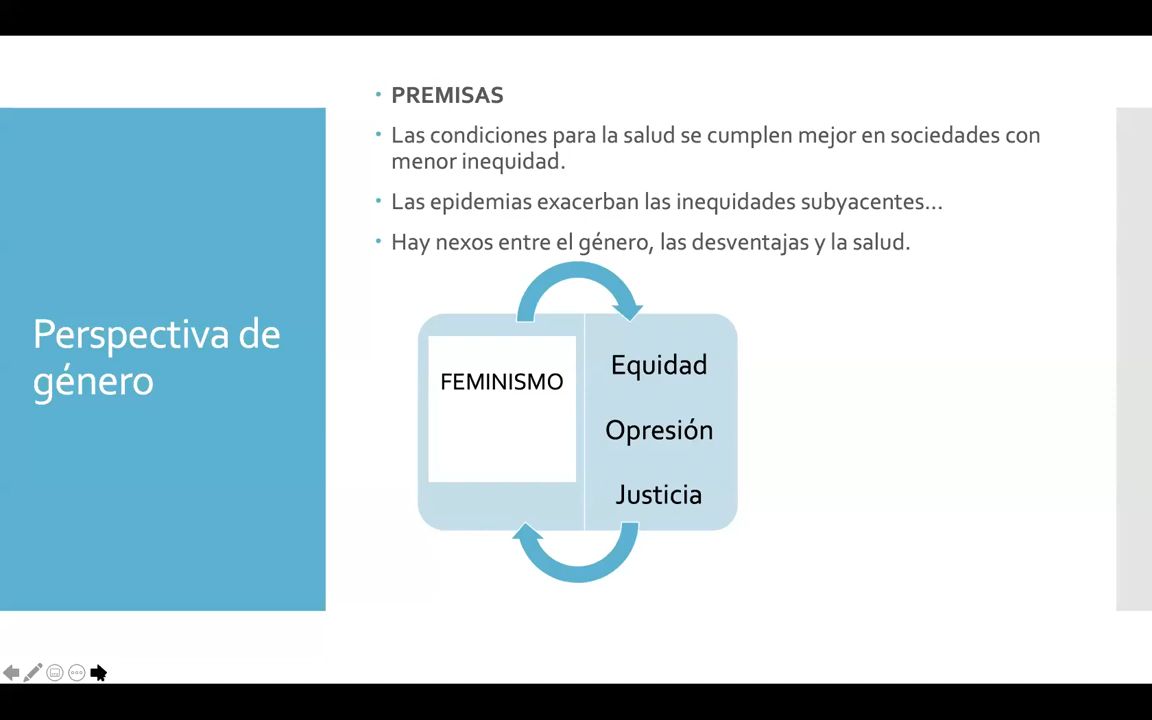 PREMISAS
Las condiciones para la salud se cumplen mejor en sociedades con
menor inequidad.
Las epidemias exacerban las inequidades subyacentes...
Hay nexos entre el género, las desventajas y la salud.
Perspectiva de
género
FEMINISMO
Equidad
Opresión
Justicia